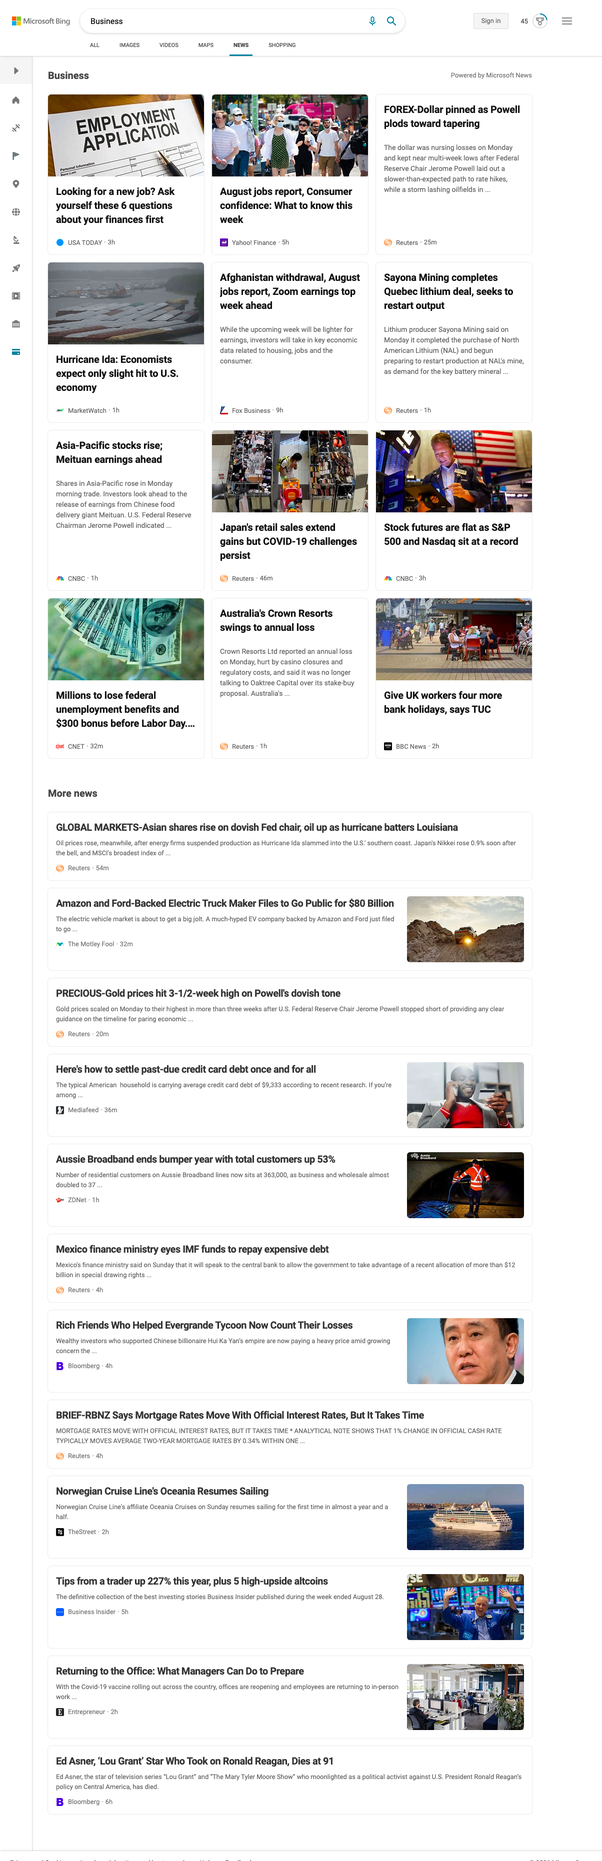 Microsoft Bing
Business
Sign in
45
ALL IMAGES VIDEOS MAPS NEWS SHOPPING
Business
Powered by Microsoft News
EMPLOYMENT
APPLICATION
Looking for a new job? Ask
yourself these 6 questions
about your finances first
USA TODAY · 3h
August jobs report, Consumer
confidence: What to know this
week
Yahoo! Finance · 5h
FOREX-Dollar pinned as Powell
plods toward tapering
The dollar was nursing losses on Monday
and kept near multi-week lows after Federal
Reserve Chair Jerome Powell laid out a
slower-than-expected path to rate hikes,
while a storm lashing oilfields in ...
Reuters · 25m
Hurricane Ida: Economists
expect only slight hit to U.S.
economy
MarketWatch · 1h
Afghanistan withdrawal, August
jobs report, Zoom earnings top
week ahead
While the upcoming week will be lighter for
earnings, investors will take in key economic
data related to housing, jobs and the
consumer.
Fox Business · 9h
Sayona Mining completes
Quebec lithium deal, seeks to
restart output
Lithium producer Sayona Mining said on
Monday it completed the purchase of North
American Lithium (NAL) and begun
preparing to restart production at NAL's mine,
as demand for the key battery mineral ...
Reuters · 1h
Asia-Pacific stocks rise;
Meituan earnings ahead
Shares in Asia-Pacific rose in Monday
morning trade. Investors look ahead to the
release of earnings from Chinese food
delivery giant Meituan. U.S. Federal Reserve
Chairman Jerome Powell indicated ...
CNBC · 1h
Japan's retail sales extend
gains but COVID-19 challenges
persist
Reuters · 46m
Stock futures are flat as S&P
500 and Nasdaq sit at a record
CNBC · 3h
Millions to lose federal
unemployment benefits and
$300 bonus before Labor Day....
CNET · 32m
Australia's Crown Resorts
swings to annual loss
Crown Resorts Ltd reported an annual loss
on Monday, hurt by casino closures and
regulatory costs, and said it was no longer
talking to Oaktree Capital over its stake-buy
proposal. Australia's ...
Reuters · 1h
Give UK workers four more
bank holidays, says TUC
BBC News · 2h
More news
GLOBAL MARKETS-Asian shares rise on dovish Fed chair, oil up as hurricane batters Louisiana
Oil prices rose, meanwhile, after energy firms suspended production as Hurricane Ida slammed into the U.S.' southern coast. Japan's Nikkei rose 0.9% soon after
the bell, and MSCI's broadest index of ...
Reuters · 54m
Amazon and Ford-Backed Electric Truck Maker Files to Go Public for $80 Billion
The electric vehicle market is about to get a big jolt. A much-hyped EV company backed by Amazon and Ford just filed
to go ...
The Motley Fool · 32m
PRECIOUS-Gold prices hit 3-1/2-week high on Powell's dovish tone
Gold prices scaled on Monday to their highest in more than three weeks after U.S. Federal Reserve Chair Jerome Powell stopped short of providing any clear
guidance on the timeline for paring economic ...
Reuters · 20m
Here's how to settle past-due credit card debt once and for all
The typical American household is carrying average credit card debt of $9,333 according to recent research. If you're
among ...
Mediafeed · 36m
Aussie Broadband ends bumper year with total customers up 53%
Number of residential customers on Aussie Broadband lines now sits at 363,000, as business and wholesale almost
doubled to 37 ...
ZDNet · 1h
Aussie
Broadband
Mexico finance ministry eyes IMF funds to repay expensive debt
Mexico's finance ministry said on Sunday that it will speak to the central bank to allow the government to take advantage of a recent allocation of more than $12
billion in special drawing rights ...
Reuters · 4h
Rich Friends Who Helped Evergrande Tycoon Now Count Their Losses
Wealthy investors who supported Chinese billionaire Hui Ka Yan's empire are now paying a heavy price amid growing
concern the ...
Bloomberg · 4h
BRIEF-RBNZ Says Mortgage Rates Move With Official Interest Rates, But It Takes Time
MORTGAGE RATES MOVE WITH OFFICIAL INTEREST RATES, BUT IT TAKES TIME * ANALYTICAL NOTE SHOWS THAT 1% CHANGE IN OFFICIAL CASH RATE
TYPICALLY MOVES AVERAGE TWO-YEAR MORTGAGE RATES BY 0.34% WITHIN ONE ...
Reuters · 4h
Norwegian Cruise Line's Oceania Resumes Sailing
Norwegian Cruise Line's affiliate Oceania Cruises on Sunday resumes sailing for the first time in almost a year and a
half.
TheStreet · 2h
Tips from a trader up 227% this year, plus 5 high-upside altcoins
The definitive collection of the best investing stories Business Insider published during the week ended August 28.
Business Insider · 5h
Returning to the Office: What Managers Can Do to Prepare
With the Covid-19 vaccine rolling out across the country, offices are reopening and employees are returning to in-person
work ...
Entrepreneur · 2h
Ed Asner, 'Lou Grant' Star Who Took on Ronald Reagan, Dies at 91
Ed Asner, the star of television series "Lou Grant" and "The Mary Tyler Moore Show" who moonlighted as a political activist against U.S. President Ronald Reagan's
policy on Central America, has died.
Bloomberg · 6h